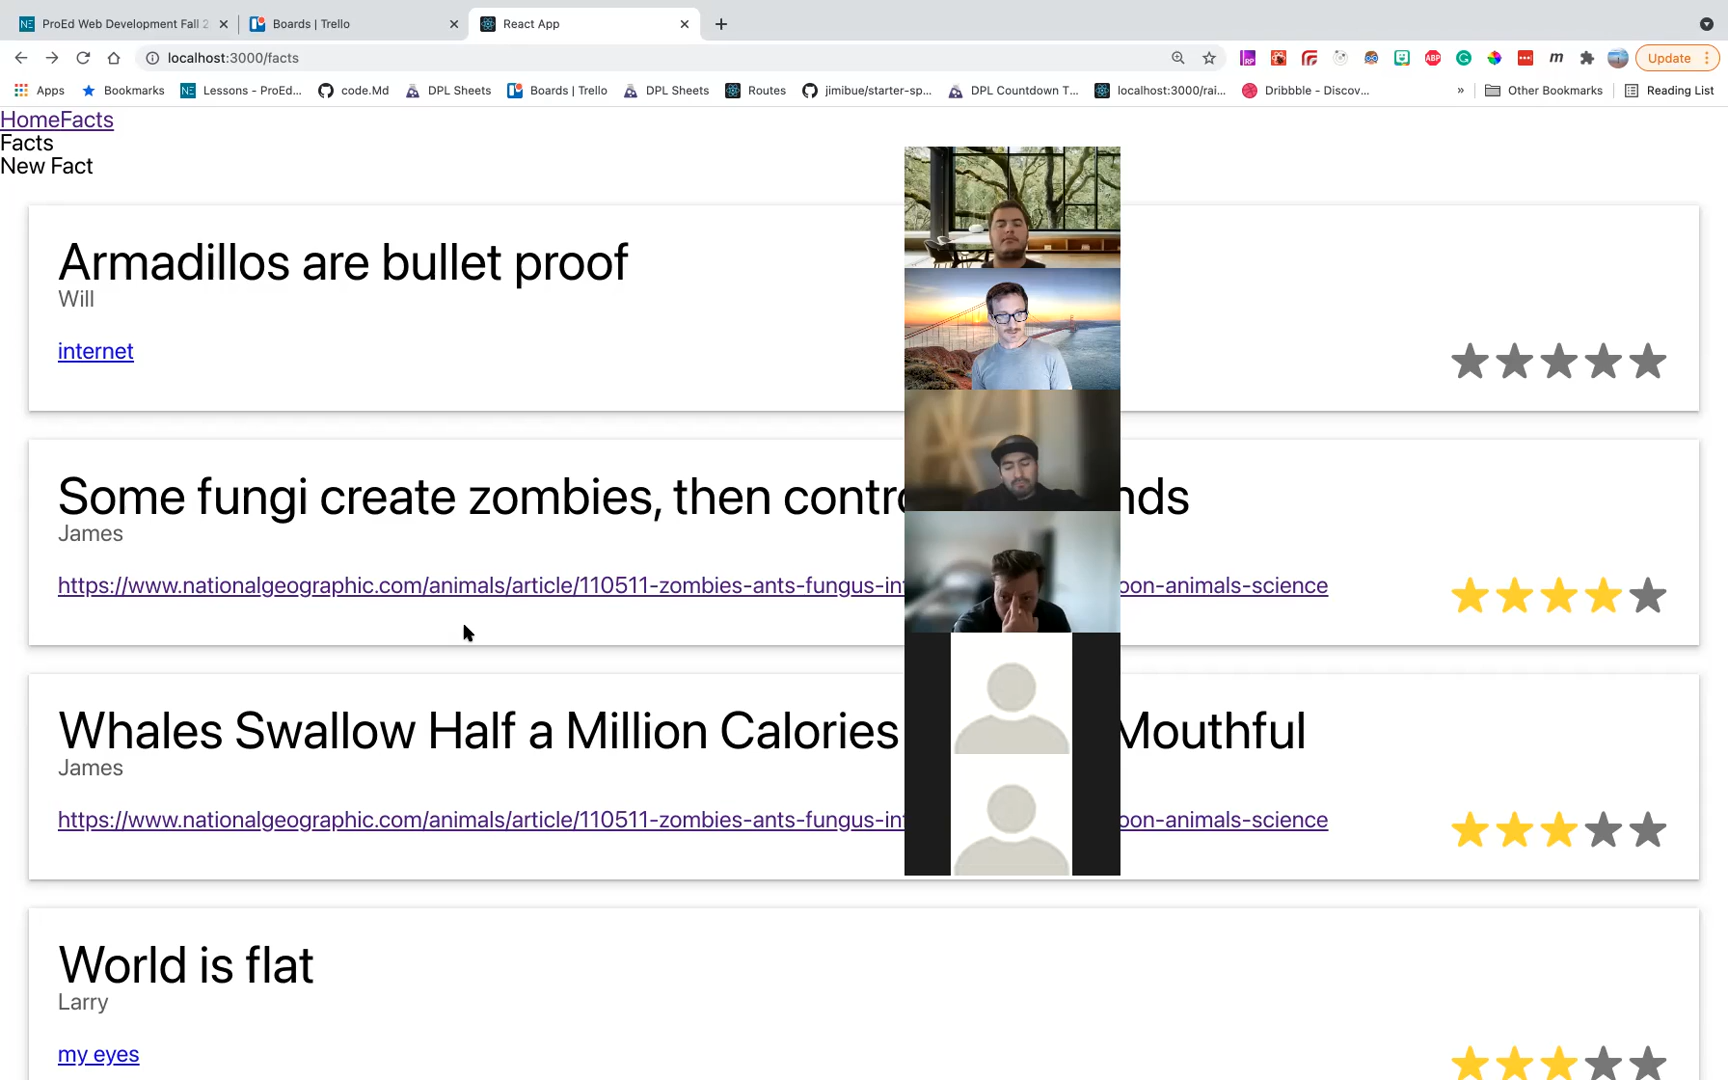 ProEd Web Development Fall 2
Boards | Trello
React App
localhost:3000/facts
Update
Apps
Bookmarks
Lessons - ProEd...
code.Md
DPL Sheets
Boards | Trello
DPL Sheets
Routes
jimibue/starter-sp...
DPL Countdown T...
localhost:3000/rai...
Dribbble - Discov...
»
Other Bookmarks
Reading List
HomeFacts
Facts
New Fact
Armadillos are bullet proof
Will
internet
Some fungi create zombies, then contro nds
James
https://www.nationalgeographic.com/animals/article/110511-zombies-ants-fungus-in oon-animals-science
Whales Swallow Half a Million Calories Mouthful
James
https://www.nationalgeographic.com/animals/article/110511-zombies-ants-fungus-in oon-animals-science
World is flat
Larry
my eyes